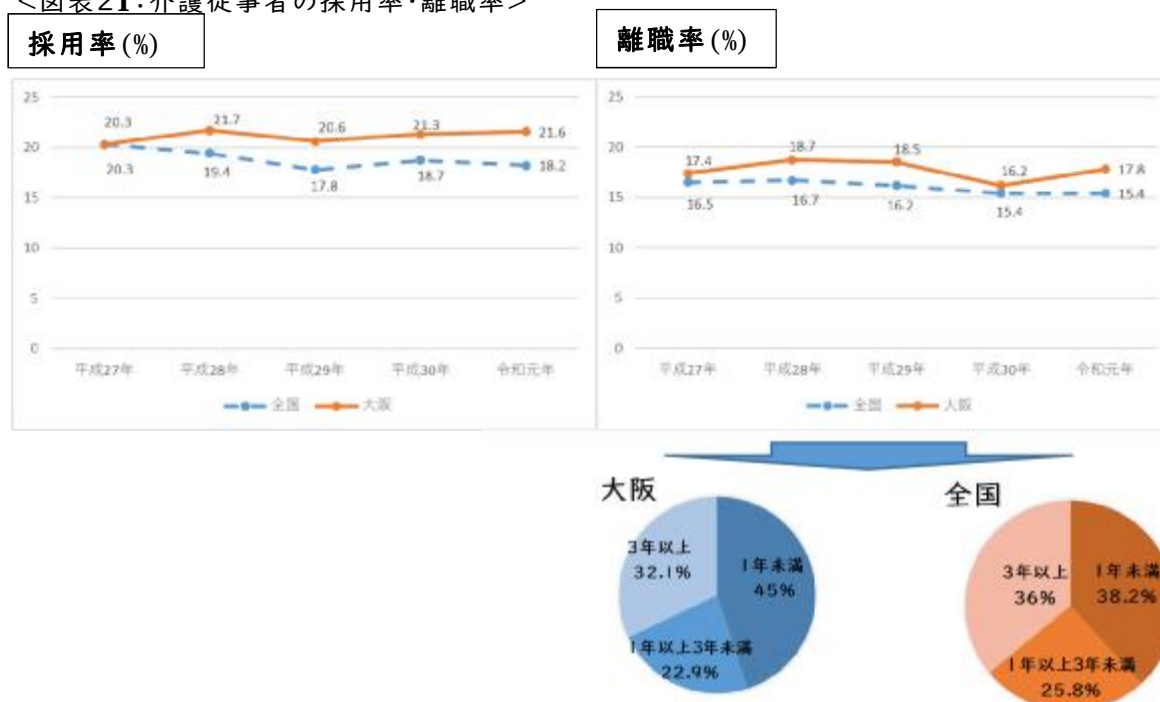 <図表21:介護従事者の採用率・離職率>
採用率(%)
離職率(%)
25
20
15
10
5
0
20.3
21.7
20.6
21.3
21.6
20.3
19.4
17.8
18.7
18.2
平成27年
平成28年
平成29年
平成30年
令和元年
全国
大阪
25
20
15
10
5
0
17.4
18.7
18.5
16.2
17.8
16.5
16.7
16.2
15.4
15.4
平成27年
平成28年
平成29年
平成30年
令和元年
全国
大阪
大阪
3年以上
32.1%
1年未満
45%
1年以上3年未満
22.9%
全国
3年以上
36%
1年未満
38.2%
1年以上3年未満
25.8%